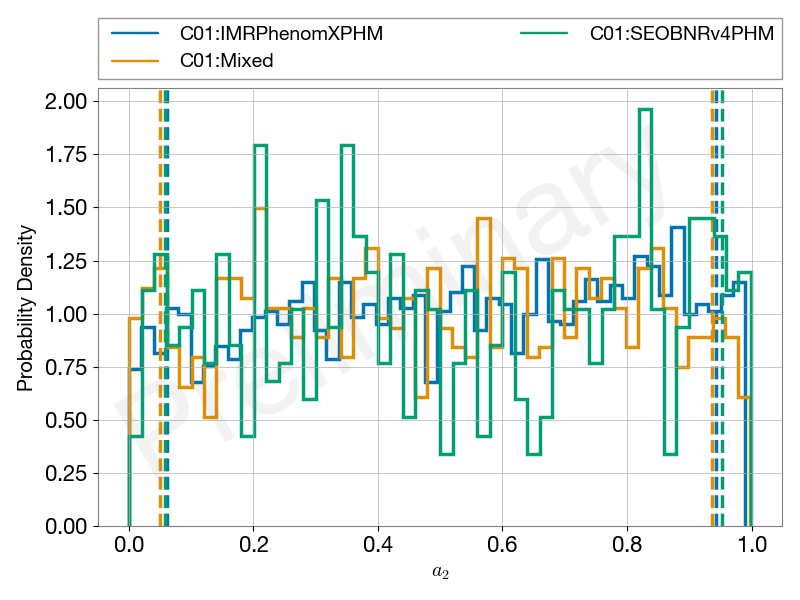 C01:IMRPhenomXPHM
C01:Mixed
C01:SEOBNRv4PHM
2.00
1.75
1.50
1.25
1.00
0.75
0.50
0.25
0.00
Probability Density
Preliminary
0.0 0.2 0.4 0.6 0.8 1.0
a₂